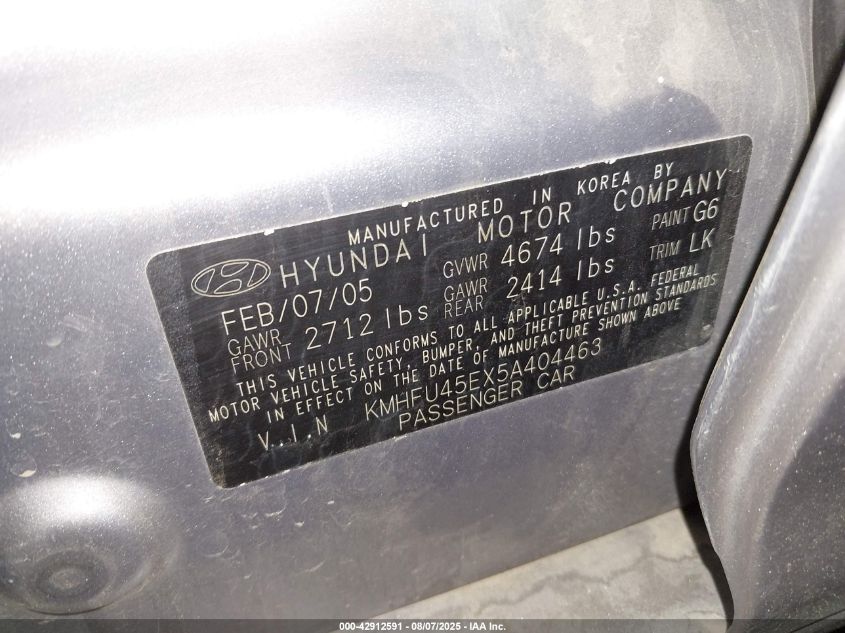 MANUFACTURED IN KOREA BY
HYUNDAI MOTOR COMPANY
FEB/07/05 GVWR 4674 lbs PAINT G6
GAWR FRONT 2712 lbs GAWR REAR 2414 lbs TRIM LK
THIS VEHICLE CONFORMS TO ALL APPLICABLE U.S.A. FEDERAL
MOTOR VEHICLE SAFETY, BUMPER, AND THEFT PREVENTION STANDARDS
IN EFFECT ON THE DATE OF MANUFACTURE SHOWN ABOVE
V.I.N KMHFU45EX5A404463
PASSENGER CAR
000-42912591 - 08/07/2025 - IAA Inc.